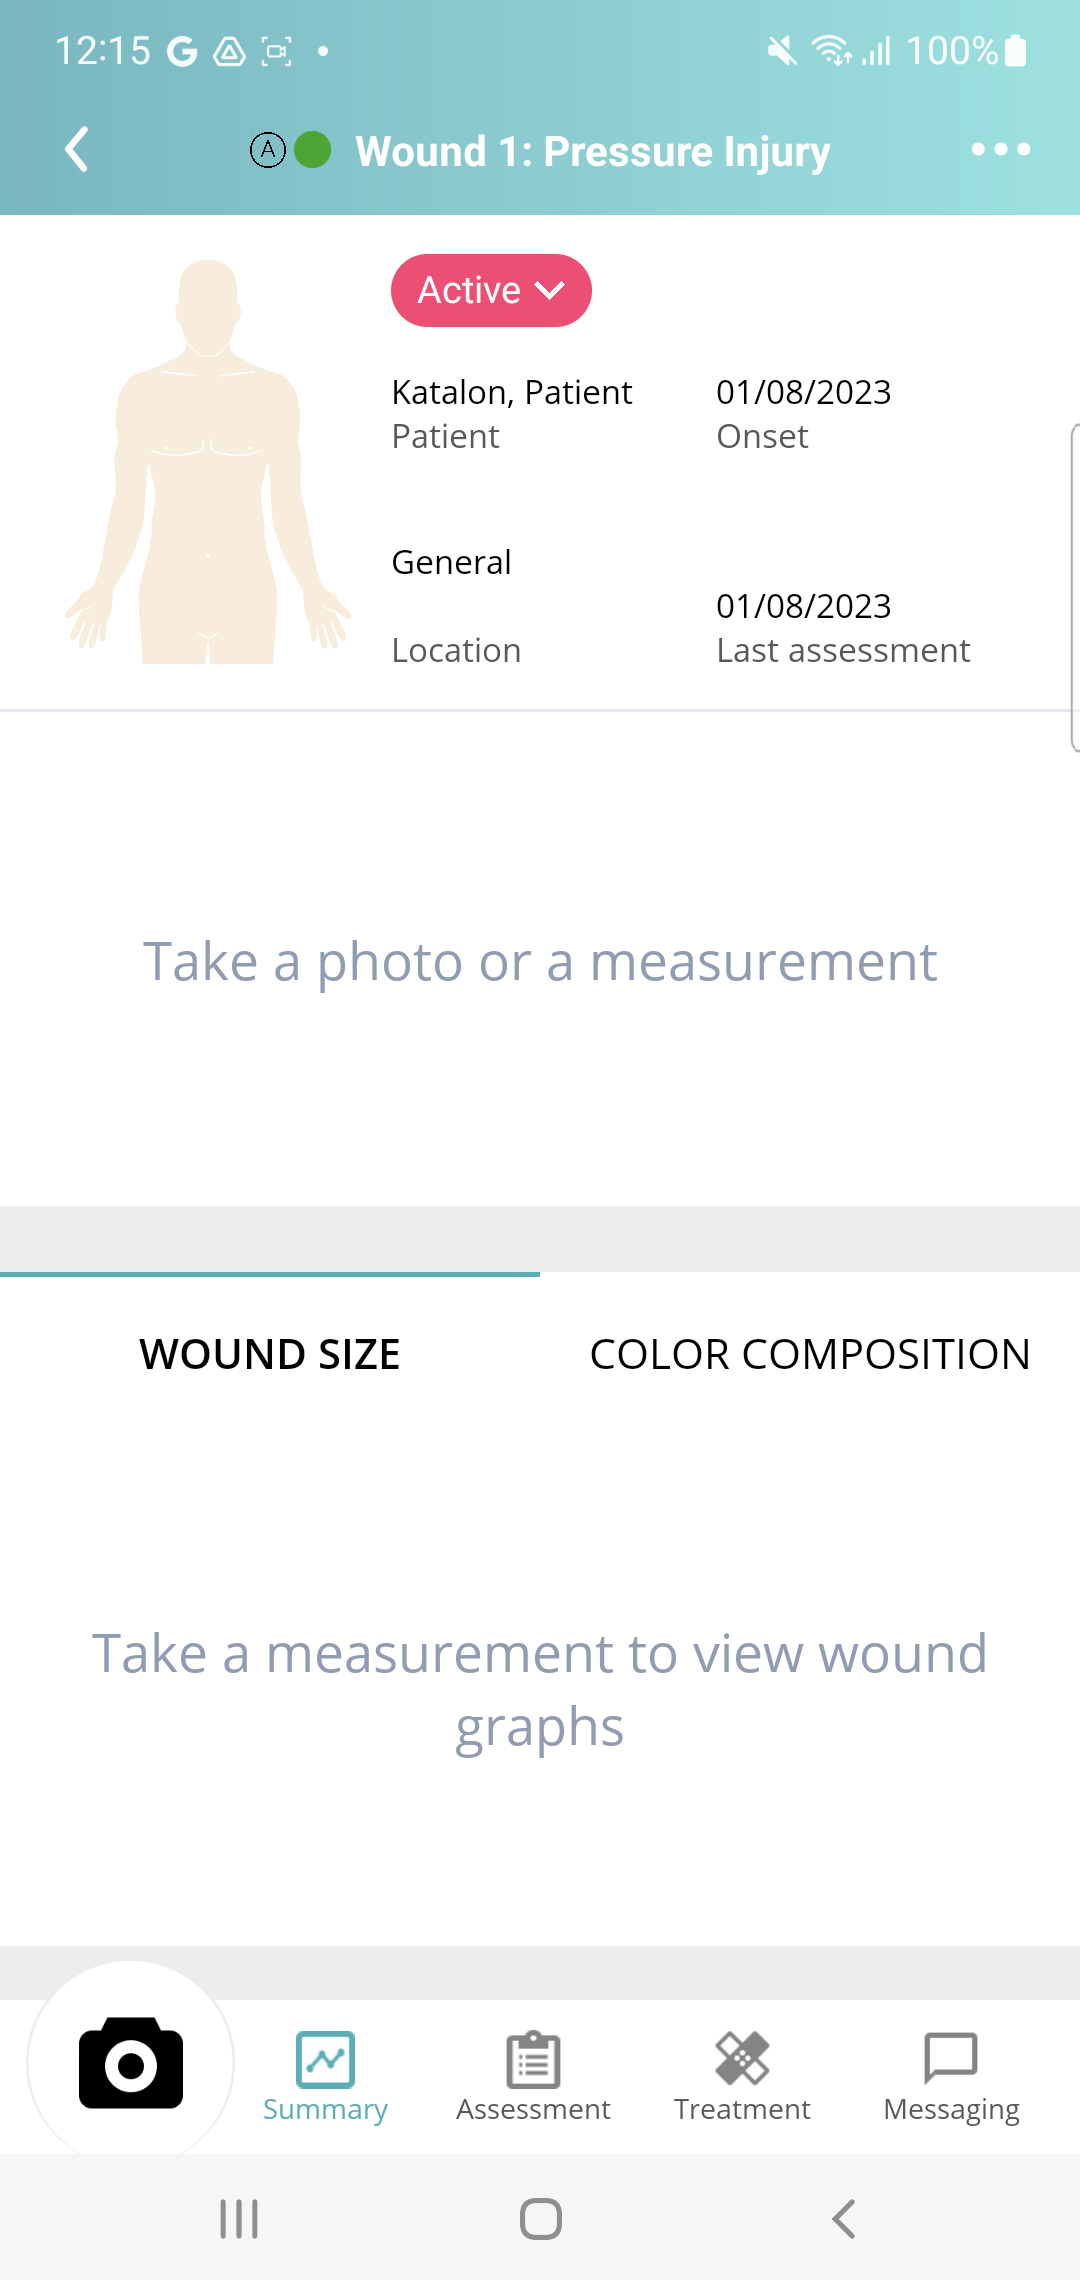 12:15
100%
A Wound 1: Pressure Injury
Active
Katalon, Patient
Patient
01/08/2023
Onset
General
Location
01/08/2023
Last assessment
Take a photo or a measurement
WOUND SIZE
COLOR COMPOSITION
Take a measurement to view wound
graphs
Summary
Assessment
Treatment
Messaging